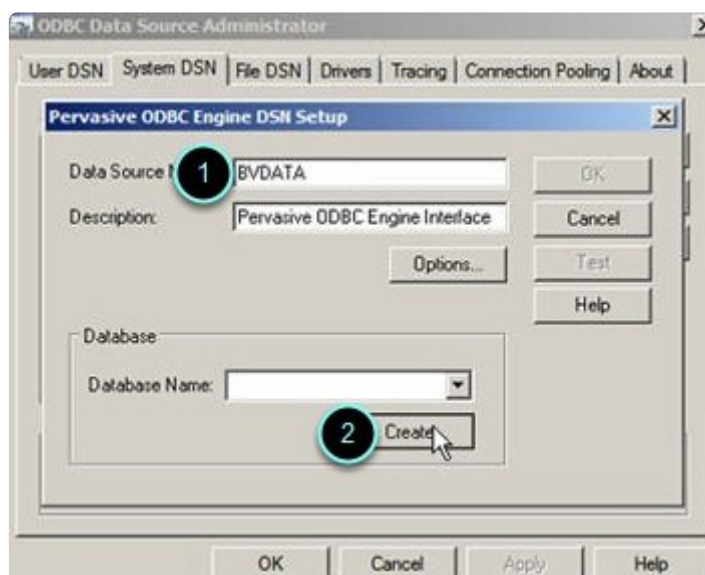 ODBC Data Source Administrator
User DSN System DSN File DSN Drivers Tracing Connection Pooling About
Pervasive ODBC Engine DSN Setup
Data Source 1 BVDATA OK
Description: Pervasive ODBC Engine Interface Cancel
Options... Test
Help
Database
Database Name:
2 Create
OK Cancel Apply Help